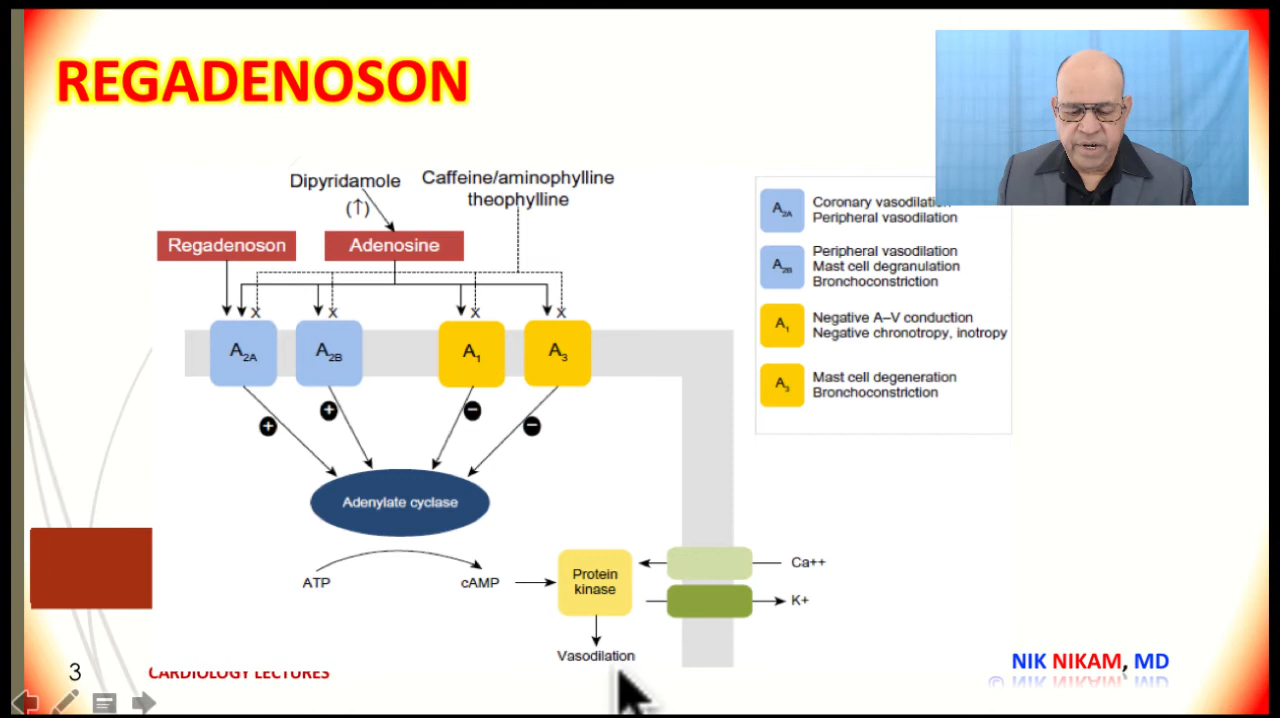 REGADENOSON
Dipyridamole
(↑)
Caffeine/aminophylline
theophylline
Regadenoson
Adenosine
X
X
X
X
A2A
A2B
A1
A3
+
+
−
−
Adenylate cyclase
ATP
cAMP
Protein
kinase
Vasodilation
Ca++
K+
A2A
Coronary vasodilation
Peripheral vasodilation
A2B
Peripheral vasodilation
Mast cell degranulation
Bronchoconstriction
A1
Negative A–V conduction
Negative chronotropy, inotropy
A3
Mast cell degeneration
Bronchoconstriction
3
CARDIOLOGY LECTURES
NIK NIKAM, MD